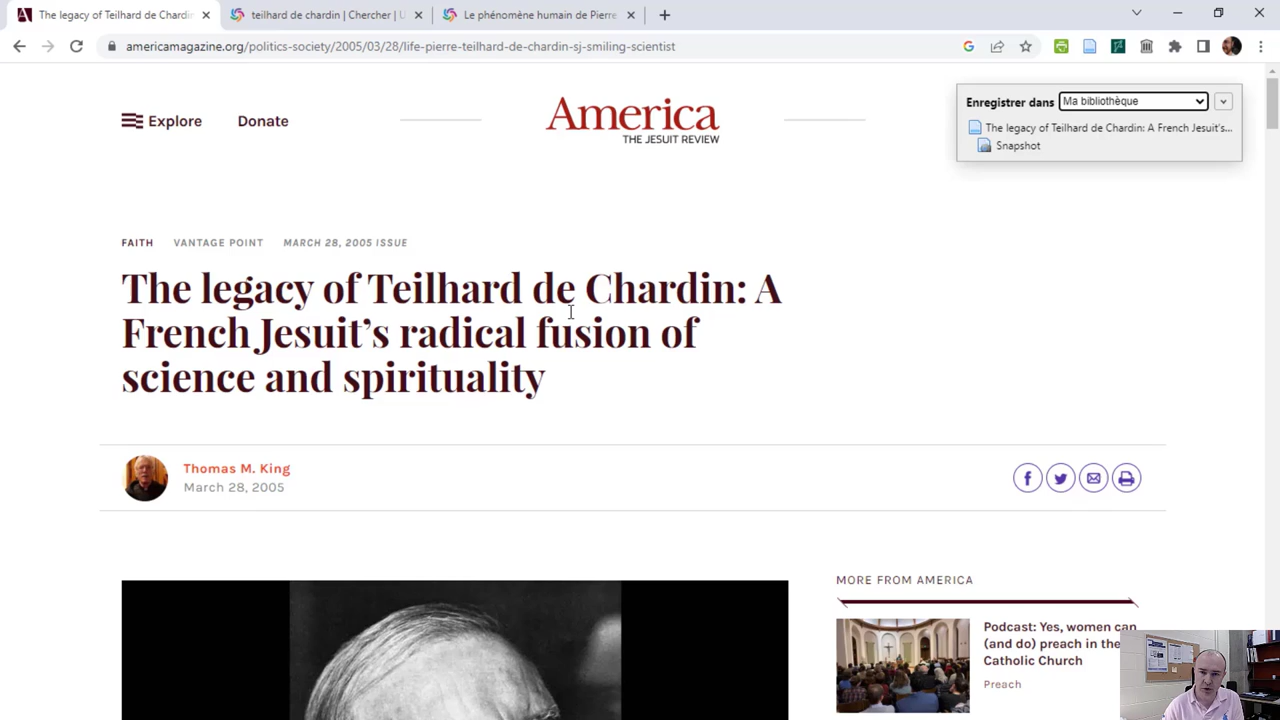 The legacy of Teilhard de Chardin
teilhard de chardin | Chercher | U
Le phénomène humain de Pierre
americamagazine.org/politics-society/2005/03/28/life-pierre-teilhard-de-chardin-sj-smiling-scientist
Enregistrer dans Ma bibliothèque
The legacy of Teilhard de Chardin: A French Jesuit's...
Snapshot
Explore Donate
America
THE JESUIT REVIEW
FAITH VANTAGE POINT MARCH 28, 2005 ISSUE
The legacy of Teilhard de Chardin: A
French Jesuit’s radical fusion of
science and spirituality
Thomas M. King
March 28, 2005
MORE FROM AMERICA
Podcast: Yes, women can
(and do) preach in the
Catholic Church
Preach